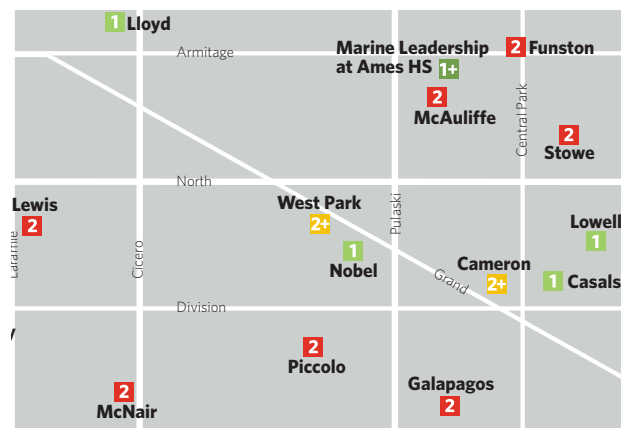 1 Lloyd
Armitage
Marine Leadership
at Ames HS 1+
2 Funston
2
McAuliffe
Central Park
2
Stowe
North
Lewis
2
Laramie
Cicero
West Park
2+
Pulaski
Lowell
1
1
Nobel
Grand
Cameron
2+
1 Casals
Division
2
Piccolo
2
McNair
Galapagos
2